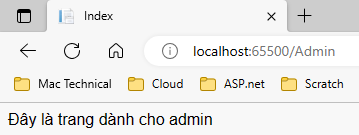 Index
localhost:65500/Admin
Mac Technical Cloud ASP.net Scratch
Đây là trang dành cho admin